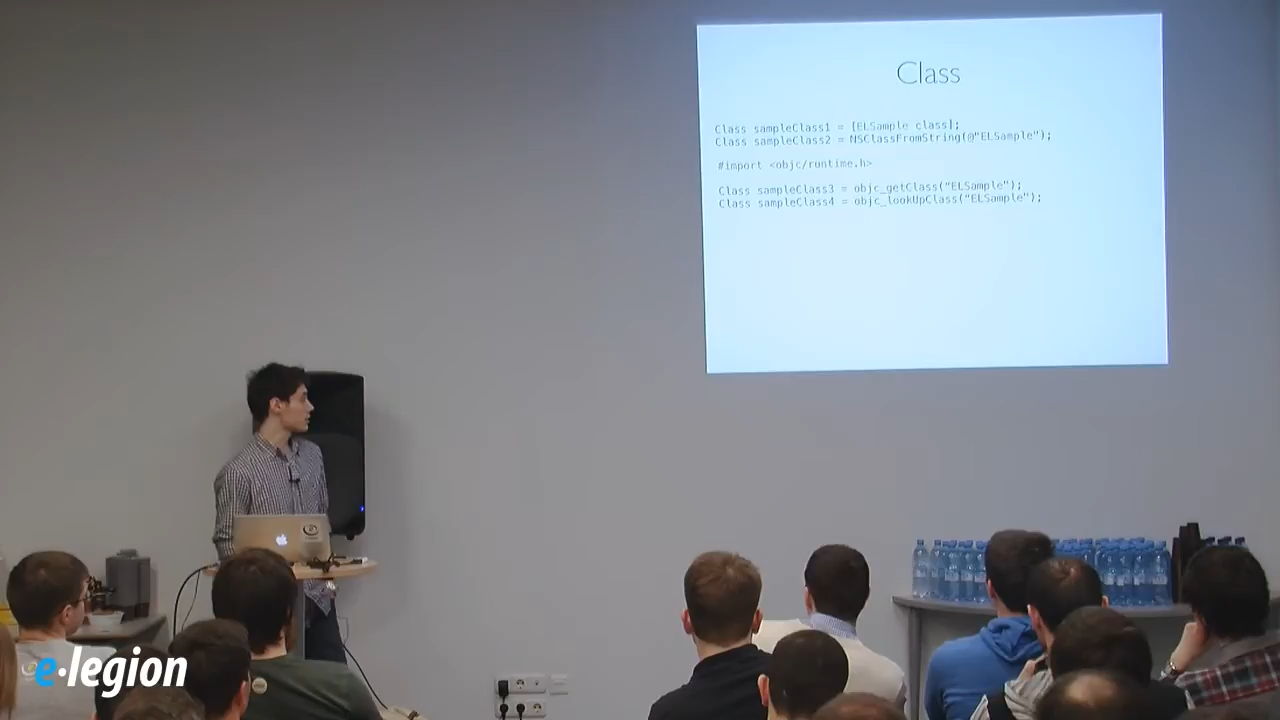 Class
Class sampleClass1 = [ELSample class];
Class sampleClass2 = NSClassFromString(@"ELSample");
#import <objc/runtime.h>
Class sampleClass3 = objc_getClass("ELSample");
Class sampleClass4 = objc_lookUpClass("ELSample");
e-legion